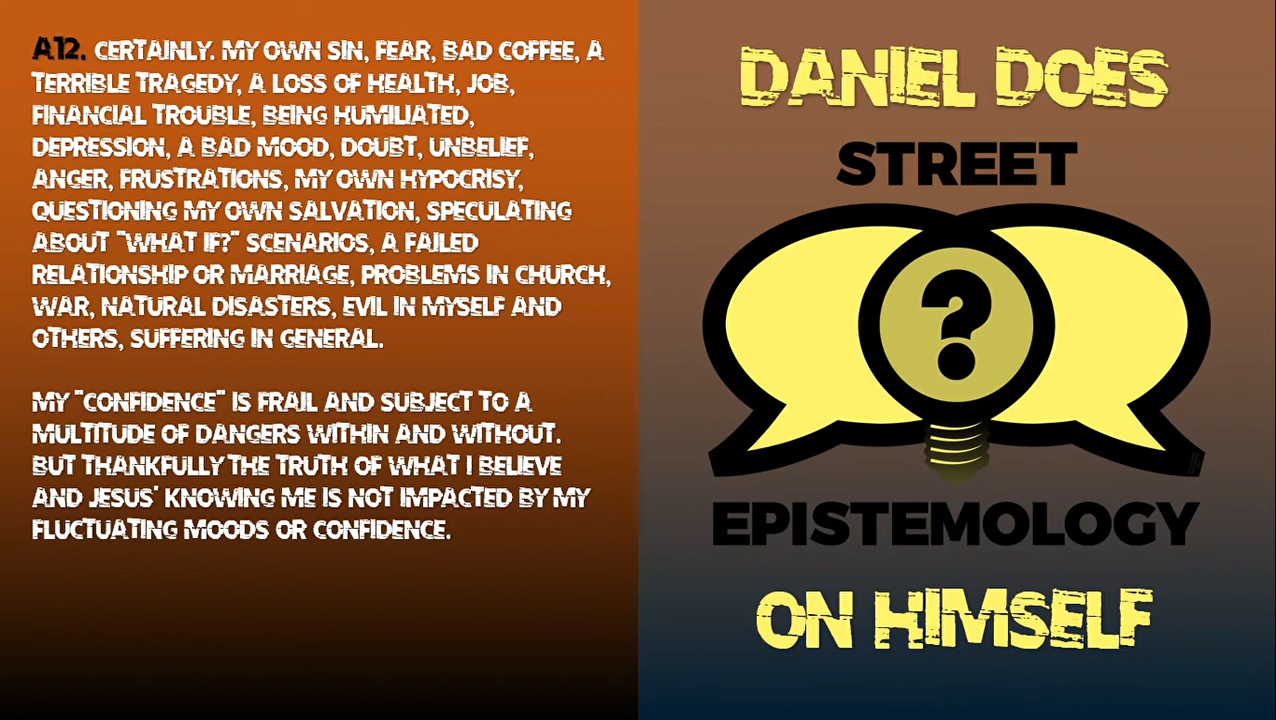 A12. CERTAINLY. MY OWN SIN, FEAR, BAD COFFEE, A
TERRIBLE TRAGEDY, A LOSS OF HEALTH, JOB,
FINANCIAL TROUBLE, BEING HUMILIATED,
DEPRESSION, A BAD MOOD, DOUBT, UNBELIEF,
ANGER, FRUSTRATIONS, MY OWN HYPOCRISY,
QUESTIONING MY OWN SALVATION, SPECULATING
ABOUT "WHAT IF?" SCENARIOS, A FAILED
RELATIONSHIP OR MARRIAGE, PROBLEMS IN CHURCH,
WAR, NATURAL DISASTERS, EVIL IN MYSELF AND
OTHERS, SUFFERING IN GENERAL.
MY "CONFIDENCE" IS FRAIL AND SUBJECT TO A
MULTITUDE OF DANGERS WITHIN AND WITHOUT.
BUT THANKFULLY THE TRUTH OF WHAT I BELIEVE
AND JESUS' KNOWING ME IS NOT IMPACTED BY MY
FLUCTUATING MOODS OR CONFIDENCE.
DANIEL DOES
STREET
?
EPISTEMOLOGY
ON HIMSELF